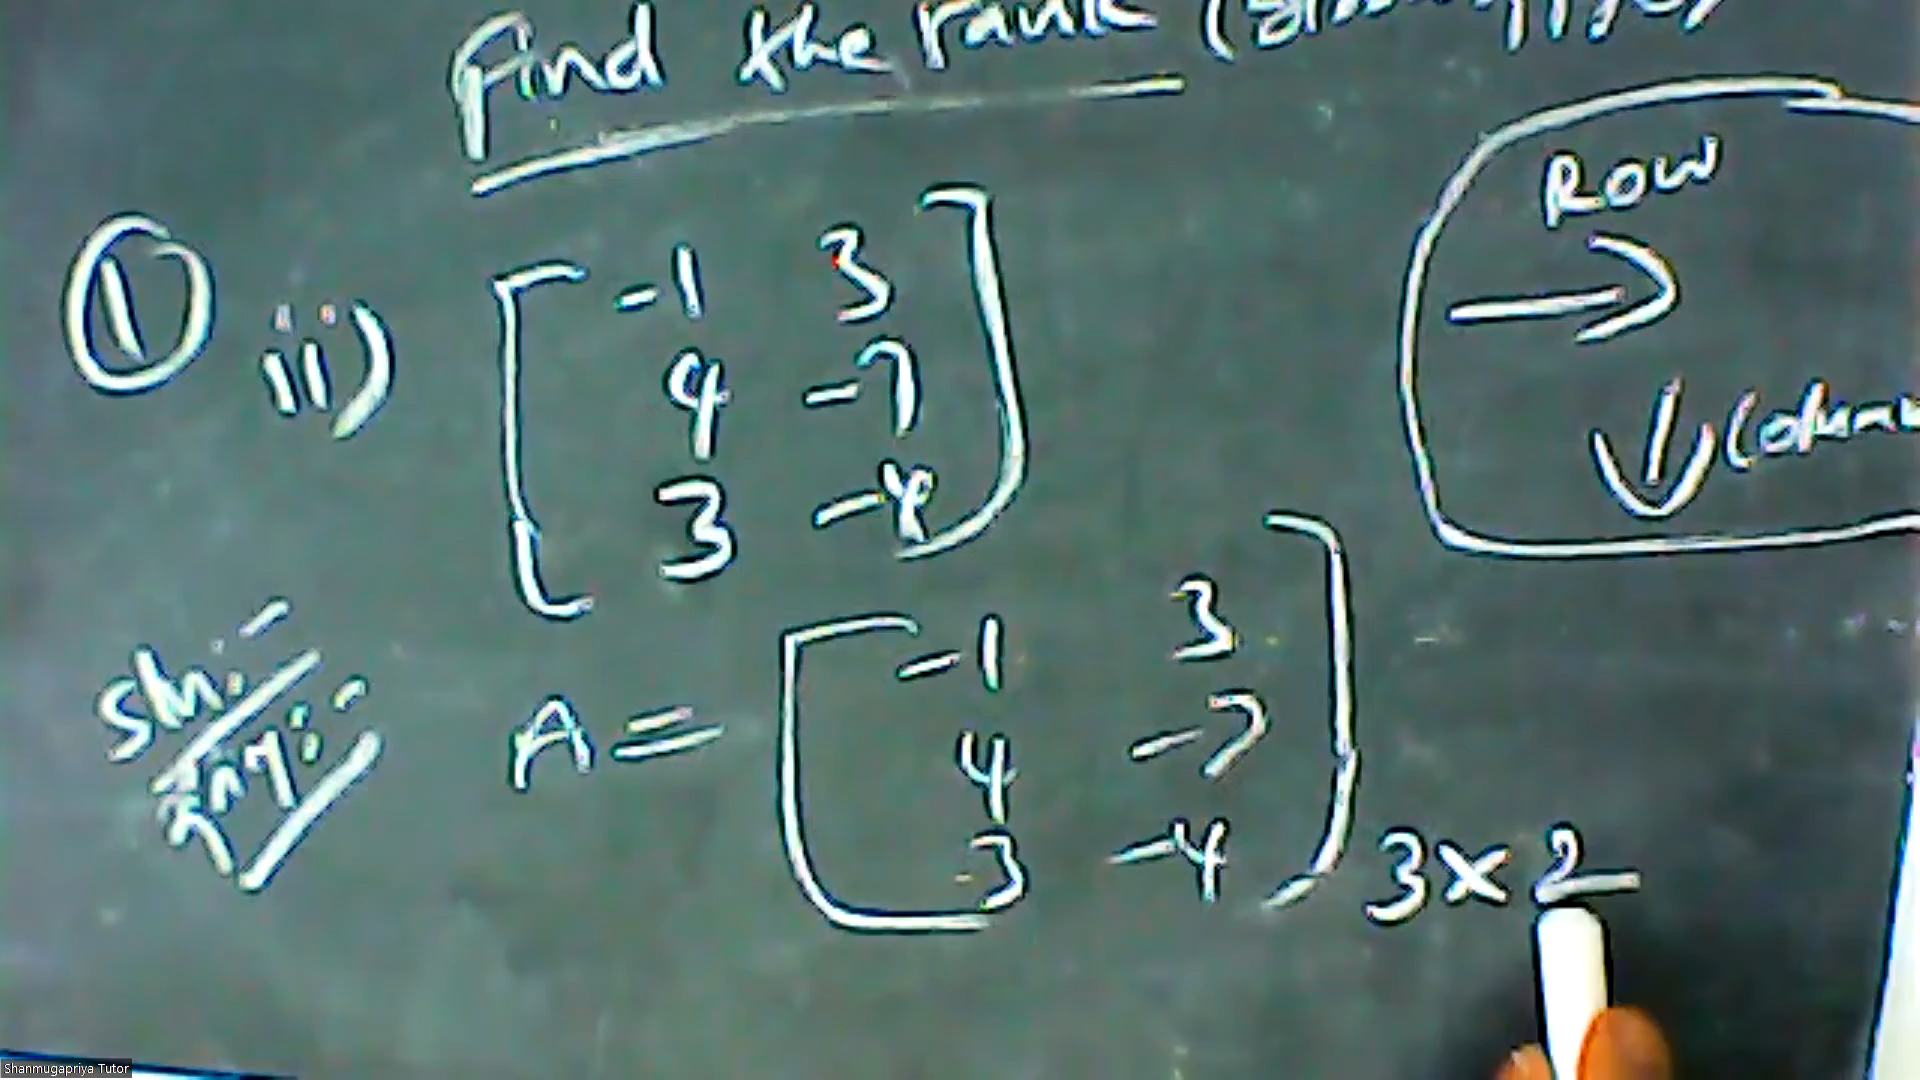 Find the rank
Row
① ii) [ -1 3
4 -7
3 -4 ]
Column
Sln:-
A = [ -1 3
4 -7
3 -4 ] 3×2
Shanmugapriya Tutor